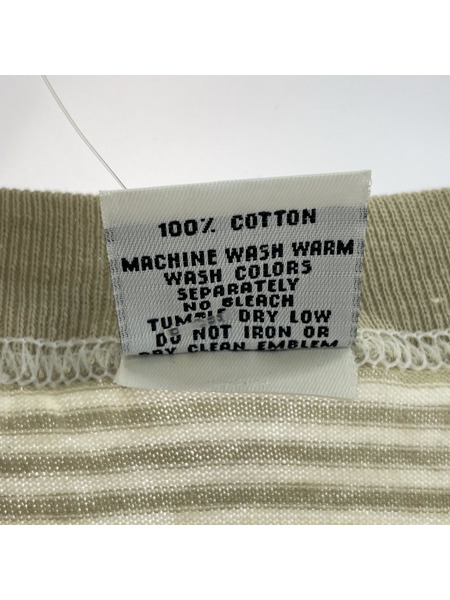 100% COTTON
MACHINE WASH WARM
WASH COLORS
SEPARATELY
NO BLEACH
TUMBLE DRY LOW
DO NOT IRON OR
DRY CLEAN EMBLEM